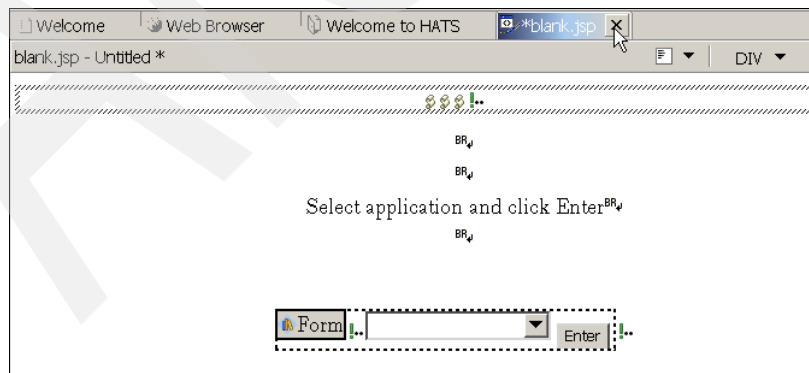 Welcome Web Browser Welcome to HATS *blank.jsp
blank.jsp - Untitled * DIV
BR
BR
Select application and click Enter BR
BR
Form Enter